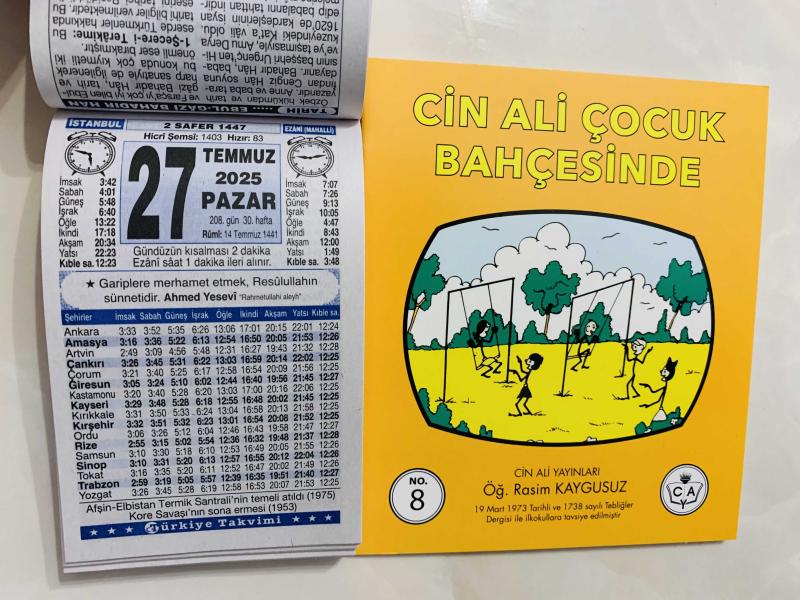 TARİH ..... EBUL-GAZİ BAHADIR HAN
1-Şecere-i Terâkime: Bu
İSTANBUL
2 SAFER 1447
Hicrî Şemsî: 1403 Hızır: 83
EZÂNÎ (MAHALLİ)
27
TEMMUZ
2025
PAZAR
208. gün 30. hafta
Rûmî: 14 Temmuz 1441
İmsak 3:42
Sabah 4:01
Güneş 5:48
İşrak 6:40
Öğle 13:22
İkindi 17:18
Akşam 20:34
Yatsı 22:23
Kıble sa. 12:23
İmsak 7:07
Sabah 7:26
Güneş 9:13
İşrak 10:05
Öğle 4:47
İkindi 8:43
Akşam 12:00
Yatsı 1:49
Kıble sa. 3:48
Gündüzün kısalması 2 dakika
Ezânî sâat 1 dakika ileri alınır.
★ Gariplere merhamet etmek, Resûlullahın
sünnetidir. Ahmed Yesevî "Rahmetullahi aleyh"
Şehirler İmsak Sabah Güneş İşrak Öğle İkindi Akşam Yatsı Kıble sa.
Ankara 3:33 3:52 5:35 6:26 13:06 17:01 20:15 22:01 12:24
Amasya 3:16 3:36 5:22 6:13 12:54 16:50 20:05 21:53 12:26
Artvin 2:49 3:09 4:56 5:48 12:31 16:27 19:43 21:32 12:28
Çankırı 3:26 3:45 5:31 6:22 13:03 16:59 20:14 22:02 12:25
Çorum 3:21 3:40 5:25 6:17 12:58 16:54 20:09 21:56 12:25
Giresun 3:05 3:24 5:10 6:02 12:44 16:40 19:56 21:45 12:27
Kastamonu 3:20 3:40 5:28 6:20 13:03 17:00 20:16 22:06 12:25
Kayseri 3:29 3:48 5:28 6:18 12:55 16:48 20:02 21:45 12:25
Kırıkkale 3:31 3:50 5:33 6:24 13:04 16:58 20:13 21:58 12:25
Kırşehir 3:32 3:51 5:32 6:23 13:01 16:54 20:08 21:52 12:25
Ordu 3:06 3:26 5:12 6:04 12:46 16:43 19:58 21:47 12:27
Rize 2:55 3:15 5:02 5:54 12:36 16:32 19:48 21:37 12:28
Samsun 3:10 3:30 5:18 6:10 12:53 16:49 20:05 21:55 12:26
Sinop 3:10 3:31 5:20 6:13 12:57 16:55 20:12 22:04 12:26
Tokat 3:16 3:35 5:20 6:11 12:52 16:47 20:02 21:49 12:26
Trabzon 2:59 3:19 5:05 5:57 12:39 16:35 19:51 21:40 12:27
Yozgat 3:26 3:45 5:28 6:19 12:58 16:53 20:07 21:53 12:25
Afşin-Elbistan Termik Santrali'nin temeli atıldı (1975)
Kore Savaşı'nın sona ermesi (1953)
★ ★ ★ Türkiye Takvimi ★ ★ ★
CİN ALİ ÇOCUK
BAHÇESİNDE
NO.
8
CİN ALİ YAYINLARI
Öğ. Rasim KAYGUSUZ
19 Mart 1973 Tarihli ve 1738 sayılı Tebliğler
Dergisi ile ilkokullara tavsiye edilmiştir
C A
Y